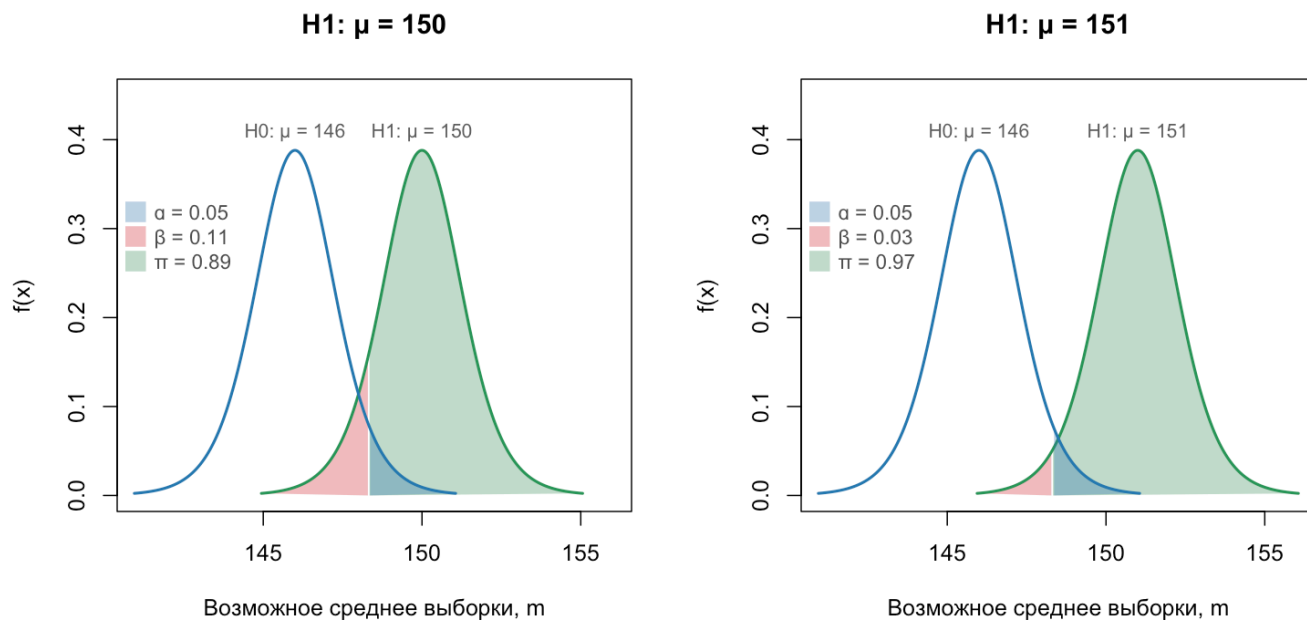 H1: µ = 150
H0: µ = 146
H1: µ = 150
α = 0.05
β = 0.11
π = 0.89
f(x)
0.0
0.1
0.2
0.3
0.4
145
150
155
Возможное среднее выборки, m
H1: µ = 151
H0: µ = 146
H1: µ = 151
α = 0.05
β = 0.03
π = 0.97
f(x)
0.0
0.1
0.2
0.3
0.4
145
150
155
Возможное среднее выборки, m